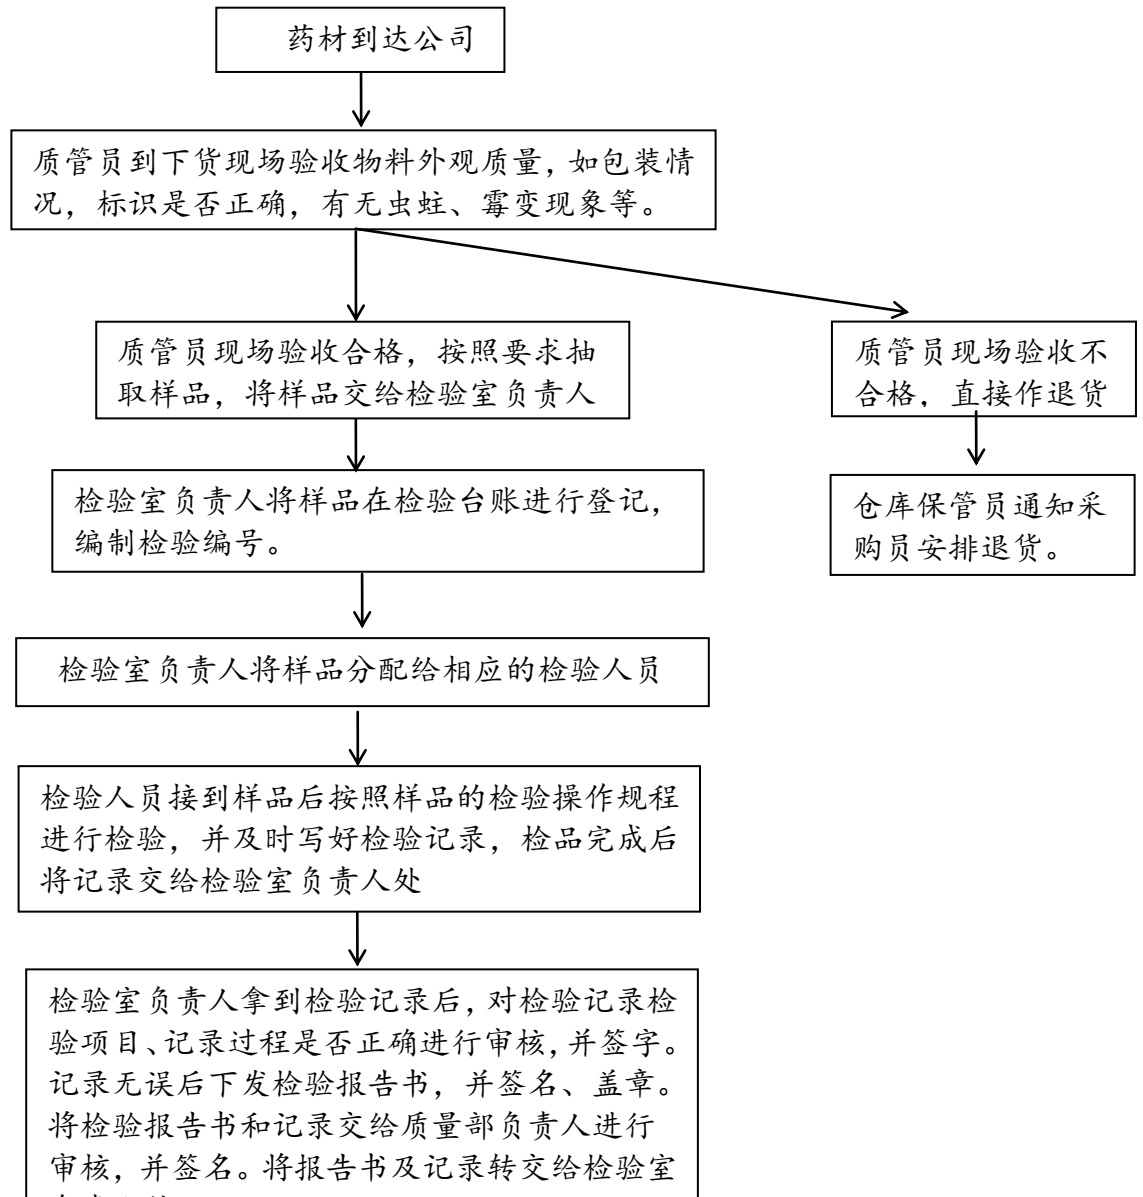 药材到达公司
质管员到下货现场验收物料外观质量，如包装情
况，标识是否正确，有无虫蛀、霉变现象等。
质管员现场验收合格，按照要求抽
取样品，将样品交给检验室负责人
质管员现场验收不
合格，直接作退货
检验室负责人将样品在检验台账进行登记，
编制检验编号。
仓库保管员通知采
购员安排退货。
检验室负责人将样品分配给相应的检验人员
检验人员接到样品后按照样品的检验操作规程
进行检验，并及时写好检验记录，检品完成后
将记录交给检验室负责人处
检验室负责人拿到检验记录后，对检验记录检
验项目、记录过程是否正确进行审核，并签字。
记录无误后下发检验报告书，并签名、盖章。
将检验报告书和记录交给质量部负责人进行
审核，并签名。将报告书及记录转交给检验室